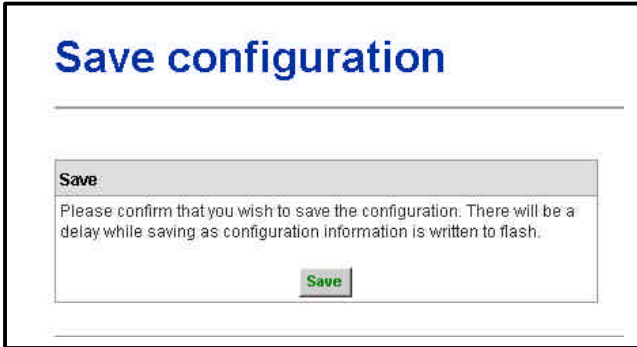 Save configuration
Save
Please confirm that you wish to save the configuration. There will be a
delay while saving as configuration information is written to flash.
Save